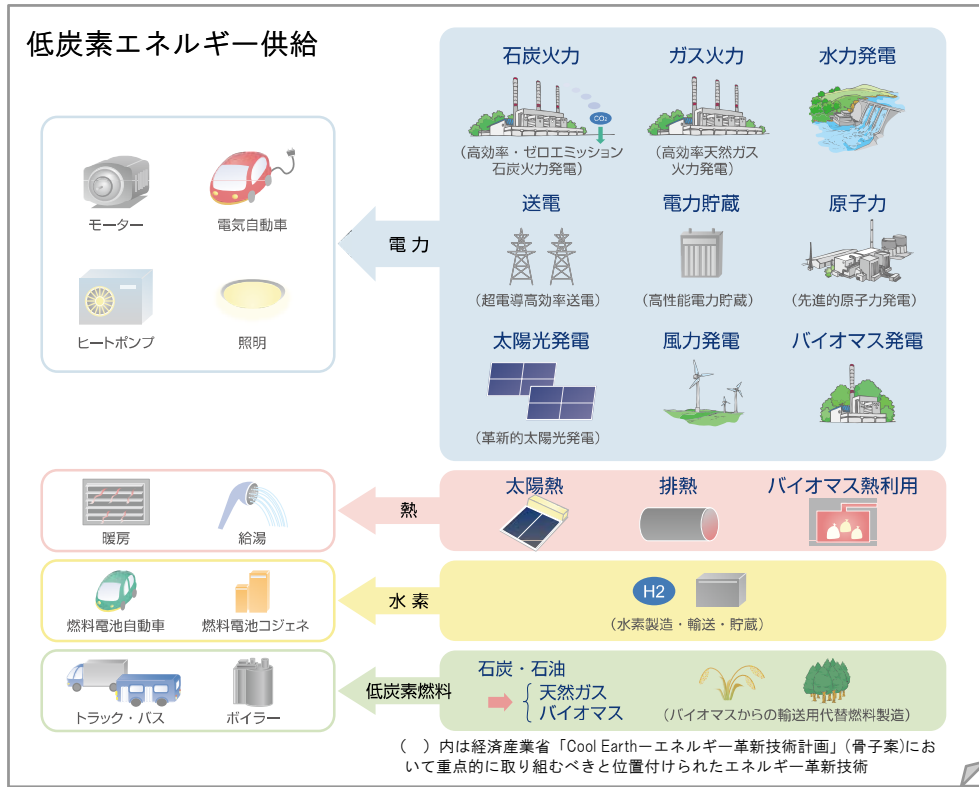 低炭素エネルギー供給
石炭火力
ガス火力
水力発電
CO₂
(高効率・ゼロエミッション
石炭火力発電)
(高効率天然ガス
火力発電)
モーター
電気自動車
ヒートポンプ
照明
電力
送電
電力貯蔵
原子力
(超電導高効率送電)
(高性能電力貯蔵)
(先進的原子力発電)
太陽光発電
風力発電
バイオマス発電
(革新的太陽光発電)
暖房
給湯
熱
太陽熱
排熱
バイオマス熱利用
燃料電池自動車
燃料電池コジェネ
水素
H2
(水素製造・輸送・貯蔵)
トラック・バス
ボイラー
低炭素燃料
石炭・石油
天然ガス
バイオマス
(バイオマスからの輸送用代替燃料製造)
(　)内は経済産業省「Cool Earthーエネルギー革新技術計画」(骨子案)にお
いて重点的に取り組むべきと位置付けられたエネルギー革新技術